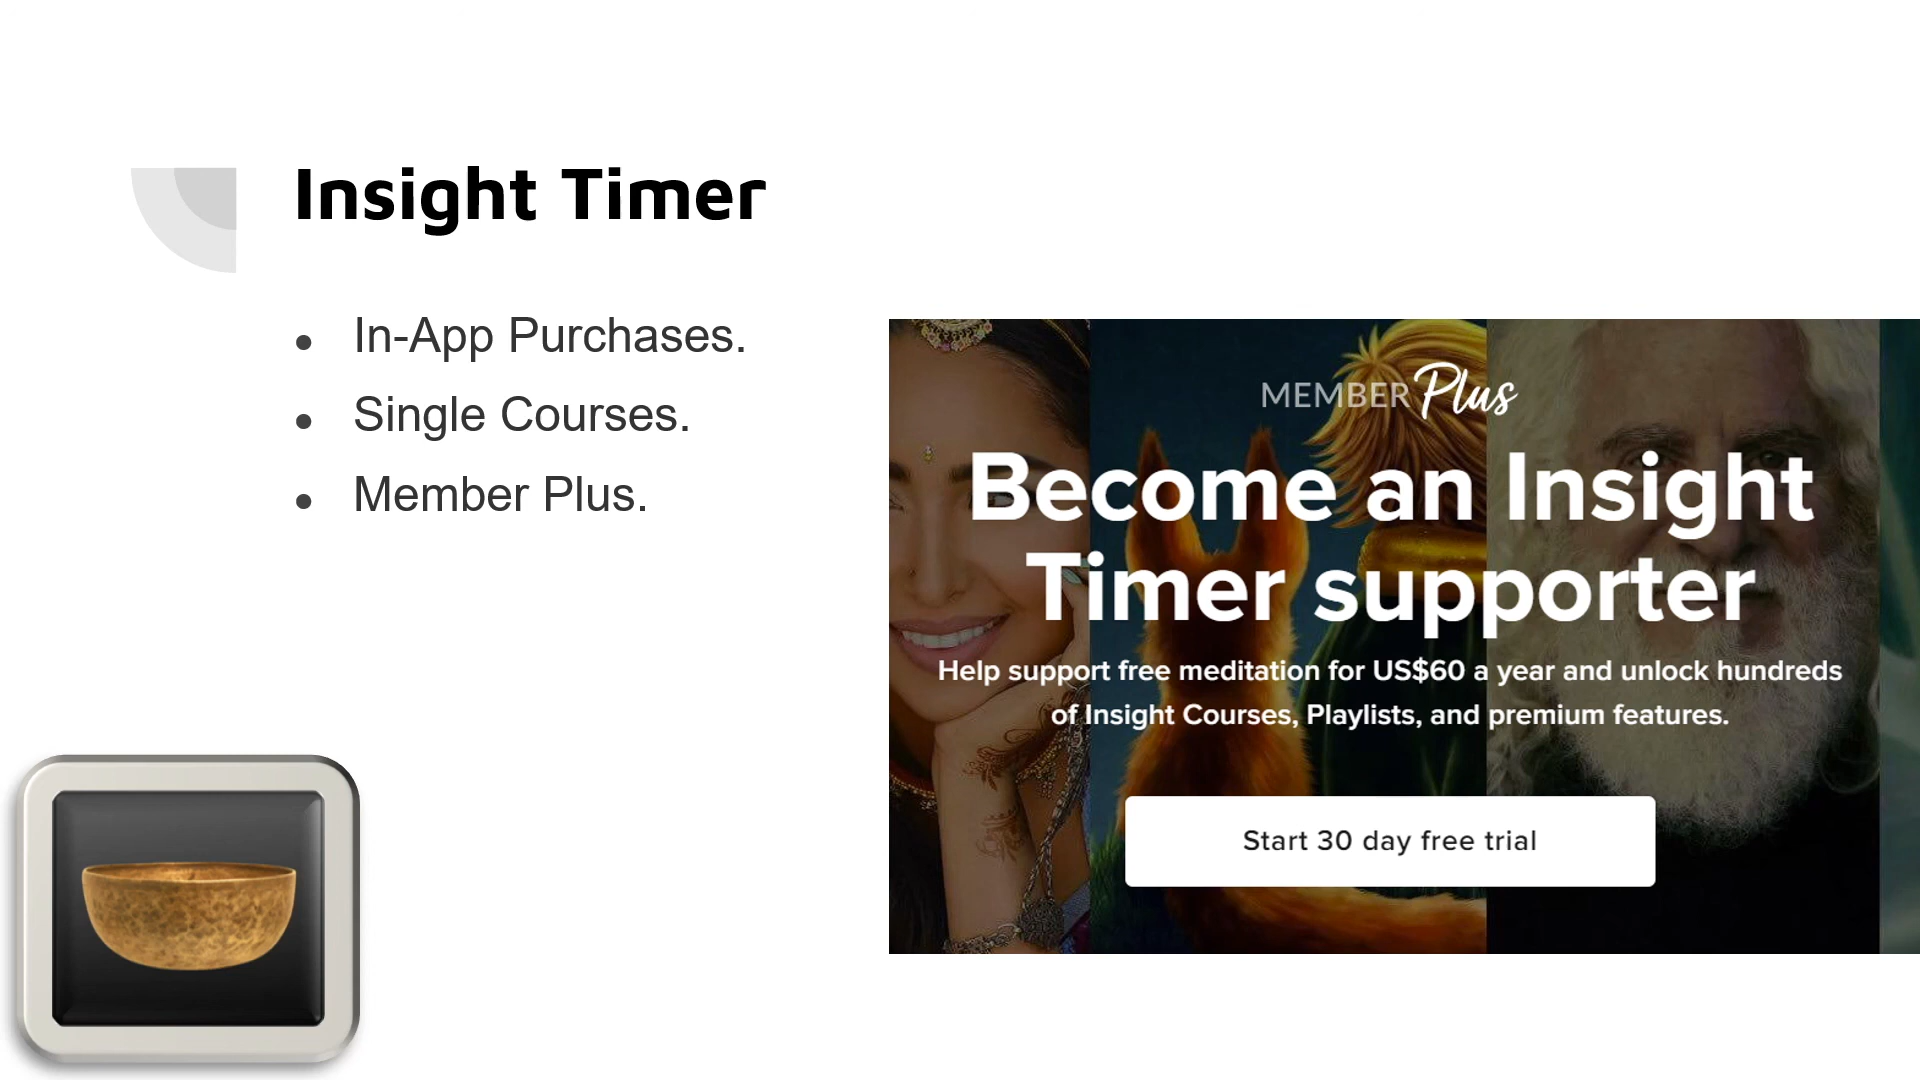 Insight Timer
● In-App Purchases.
● Single Courses.
● Member Plus.
MEMBER Plus
Become an Insight
Timer supporter
Help support free meditation for US$60 a year and unlock hundreds
of Insight Courses, Playlists, and premium features.
Start 30 day free trial